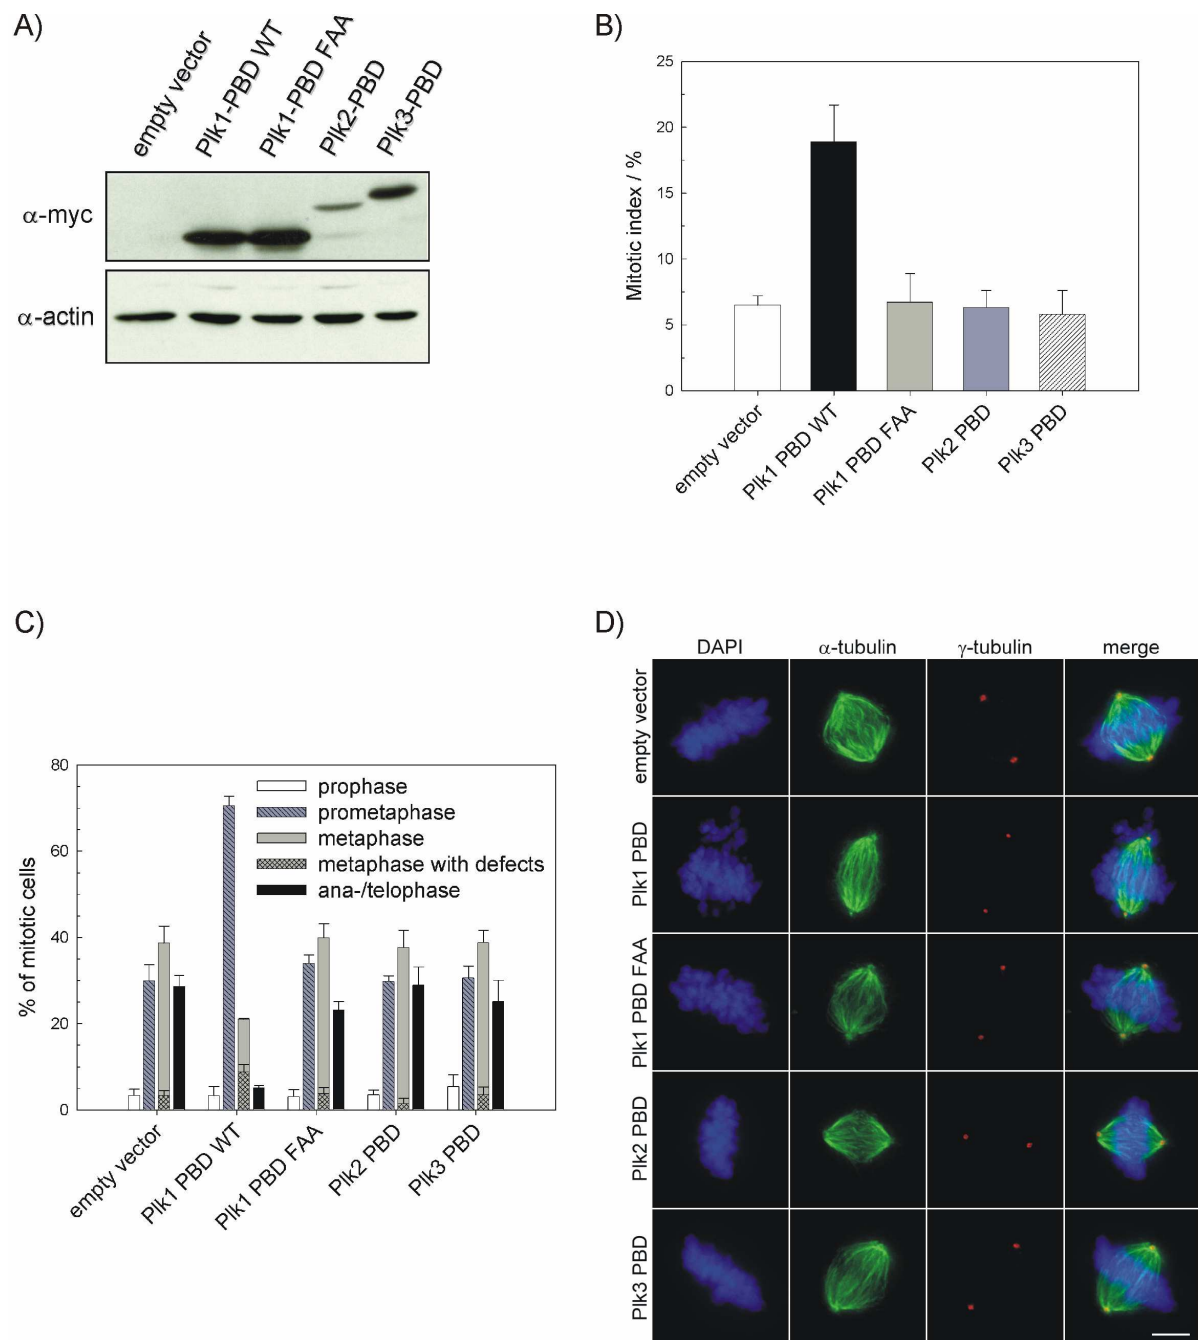 A)
empty vector
Plk1-PBD WT
Plk1-PBD FAA
Plk2-PBD
Plk3-PBD
α-myc
α-actin
B)
25
20
15
10
5
0
Mitotic index / %
empty vector
Plk1 PBD WT
Plk1 PBD FAA
Plk2 PBD
Plk3 PBD
C)
80
60
40
20
0
% of mitotic cells
prophase
prometaphase
metaphase
metaphase with defects
ana-/telophase
empty vector
Plk1 PBD WT
Plk1 PBD FAA
Plk2 PBD
Plk3 PBD
D)
DAPI α-tubulin γ-tubulin merge
empty vector
Plk1 PBD
Plk1 PBD FAA
Plk2 PBD
Plk3 PBD